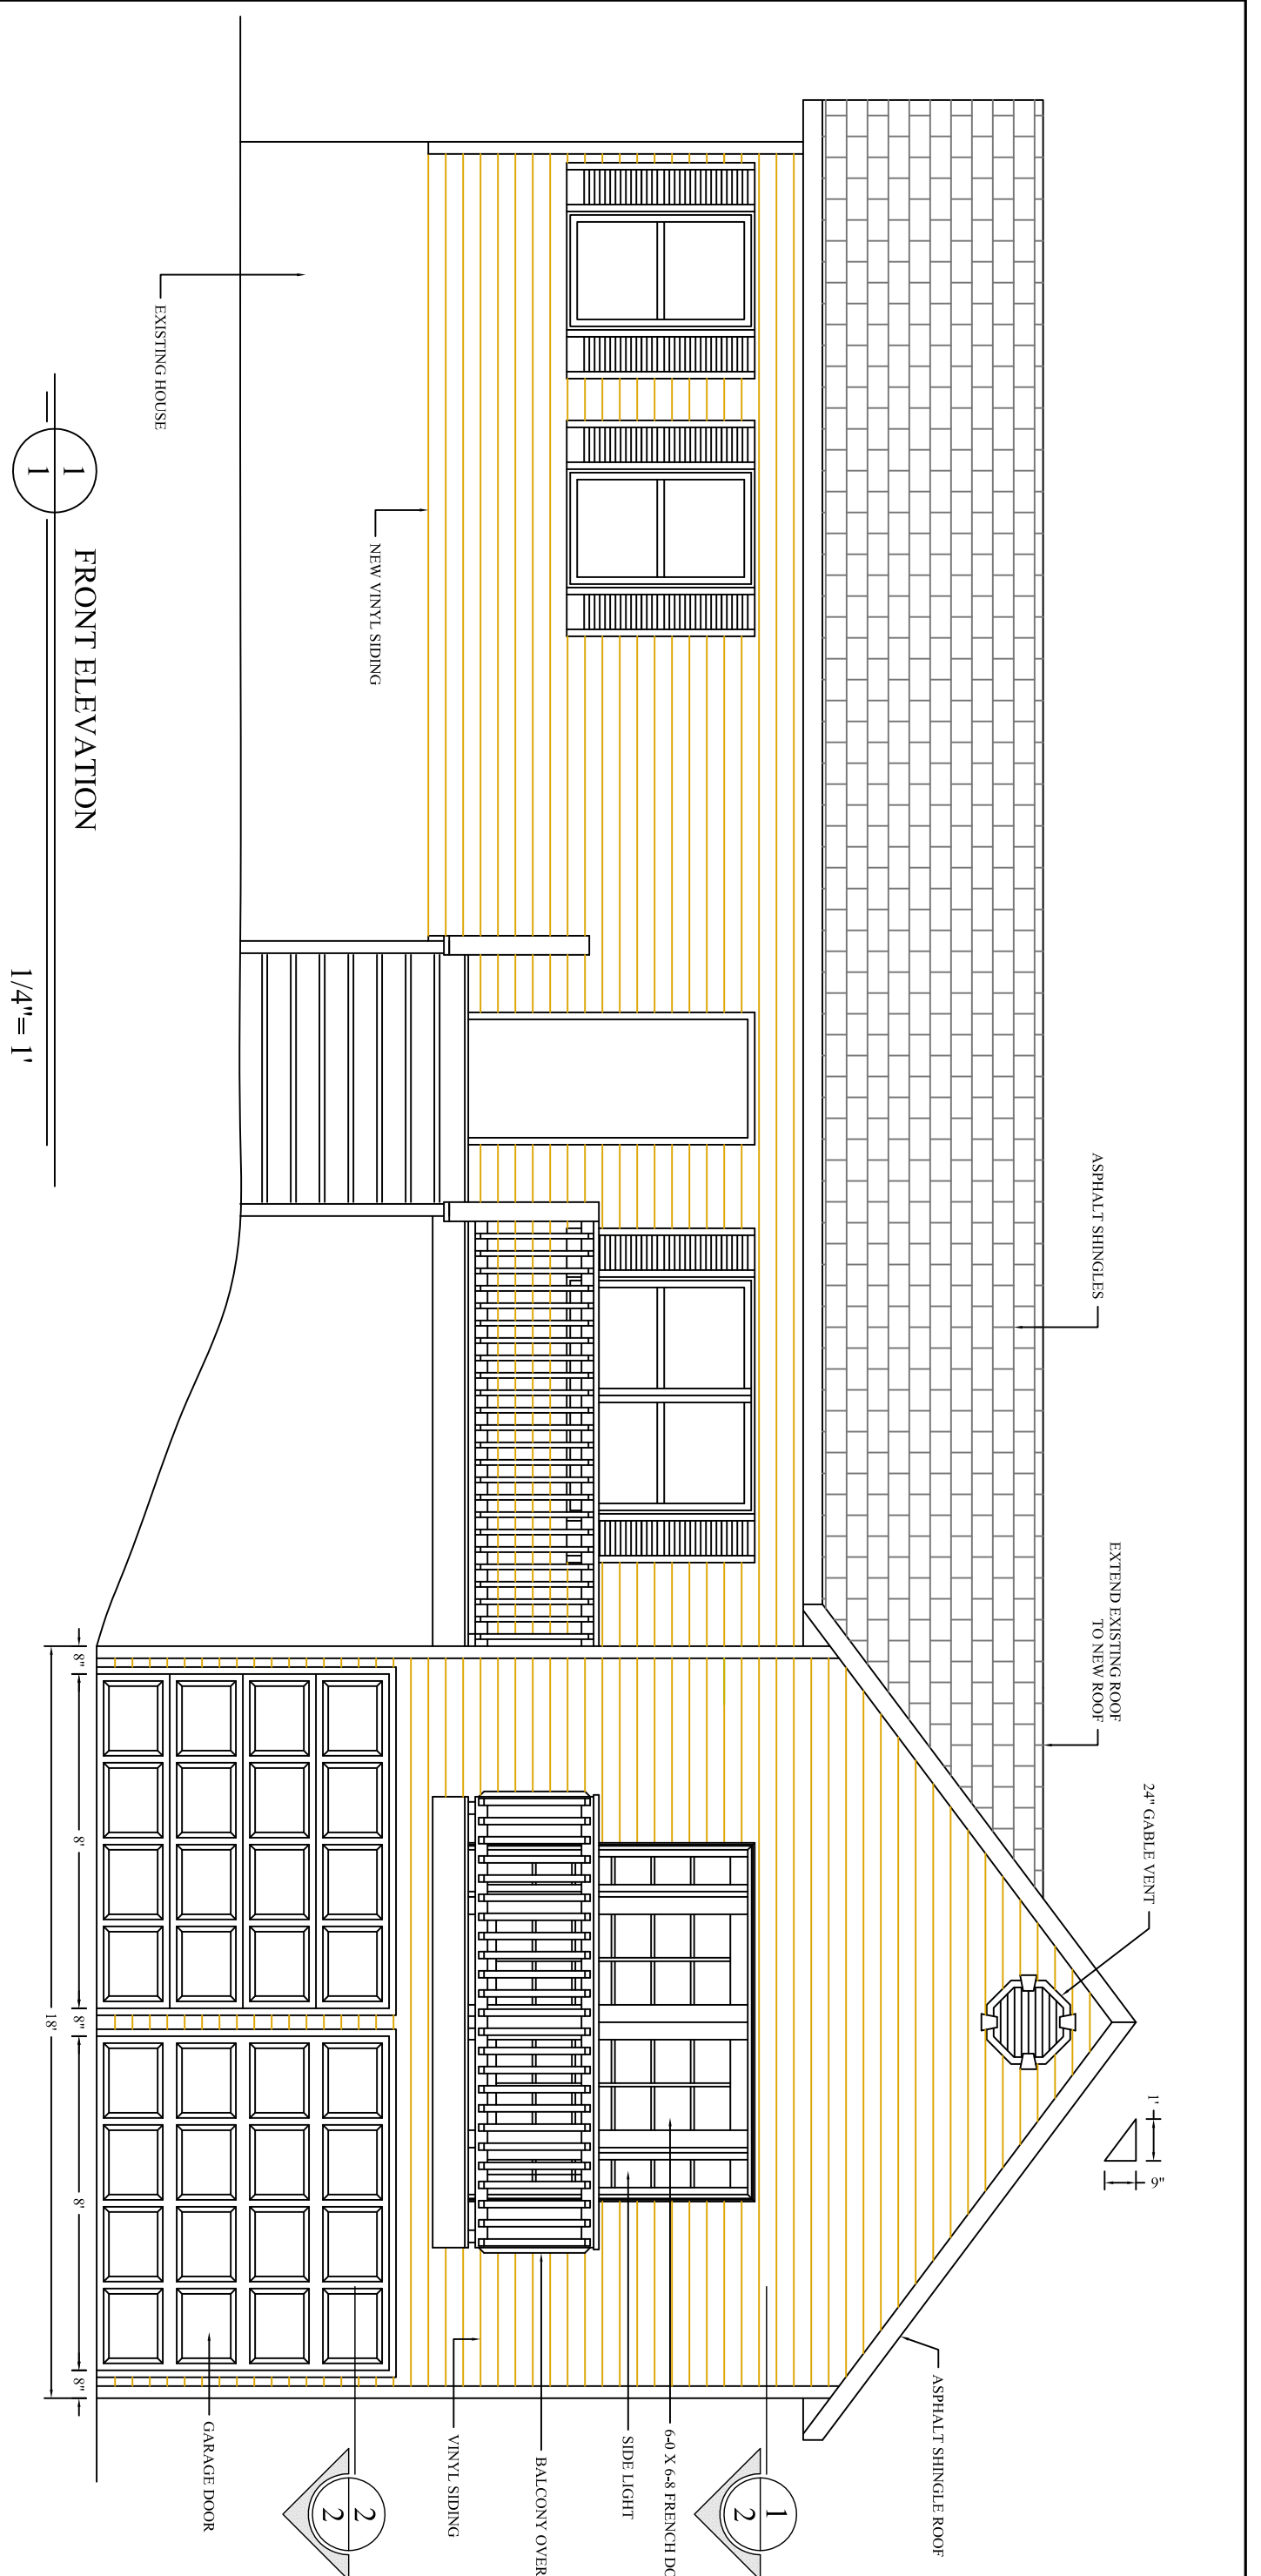 24" GABLE VENT
1'
9"
EXTEND EXISTING ROOF
TO NEW ROOF
ASPHALT SHINGLES
ASPHALT SHINGLE ROOF
1
2
6-0 X 6-8 FRENCH
SIDE LIGHT
BALCONY OVER
VINYL SIDING
NEW VINYL SIDING
2
2
GARAGE DOOR
EXISTING HOUSE
8"
8'
8"
8'
8"
18'
1
1
FRONT ELEVATION
1/4"= 1'